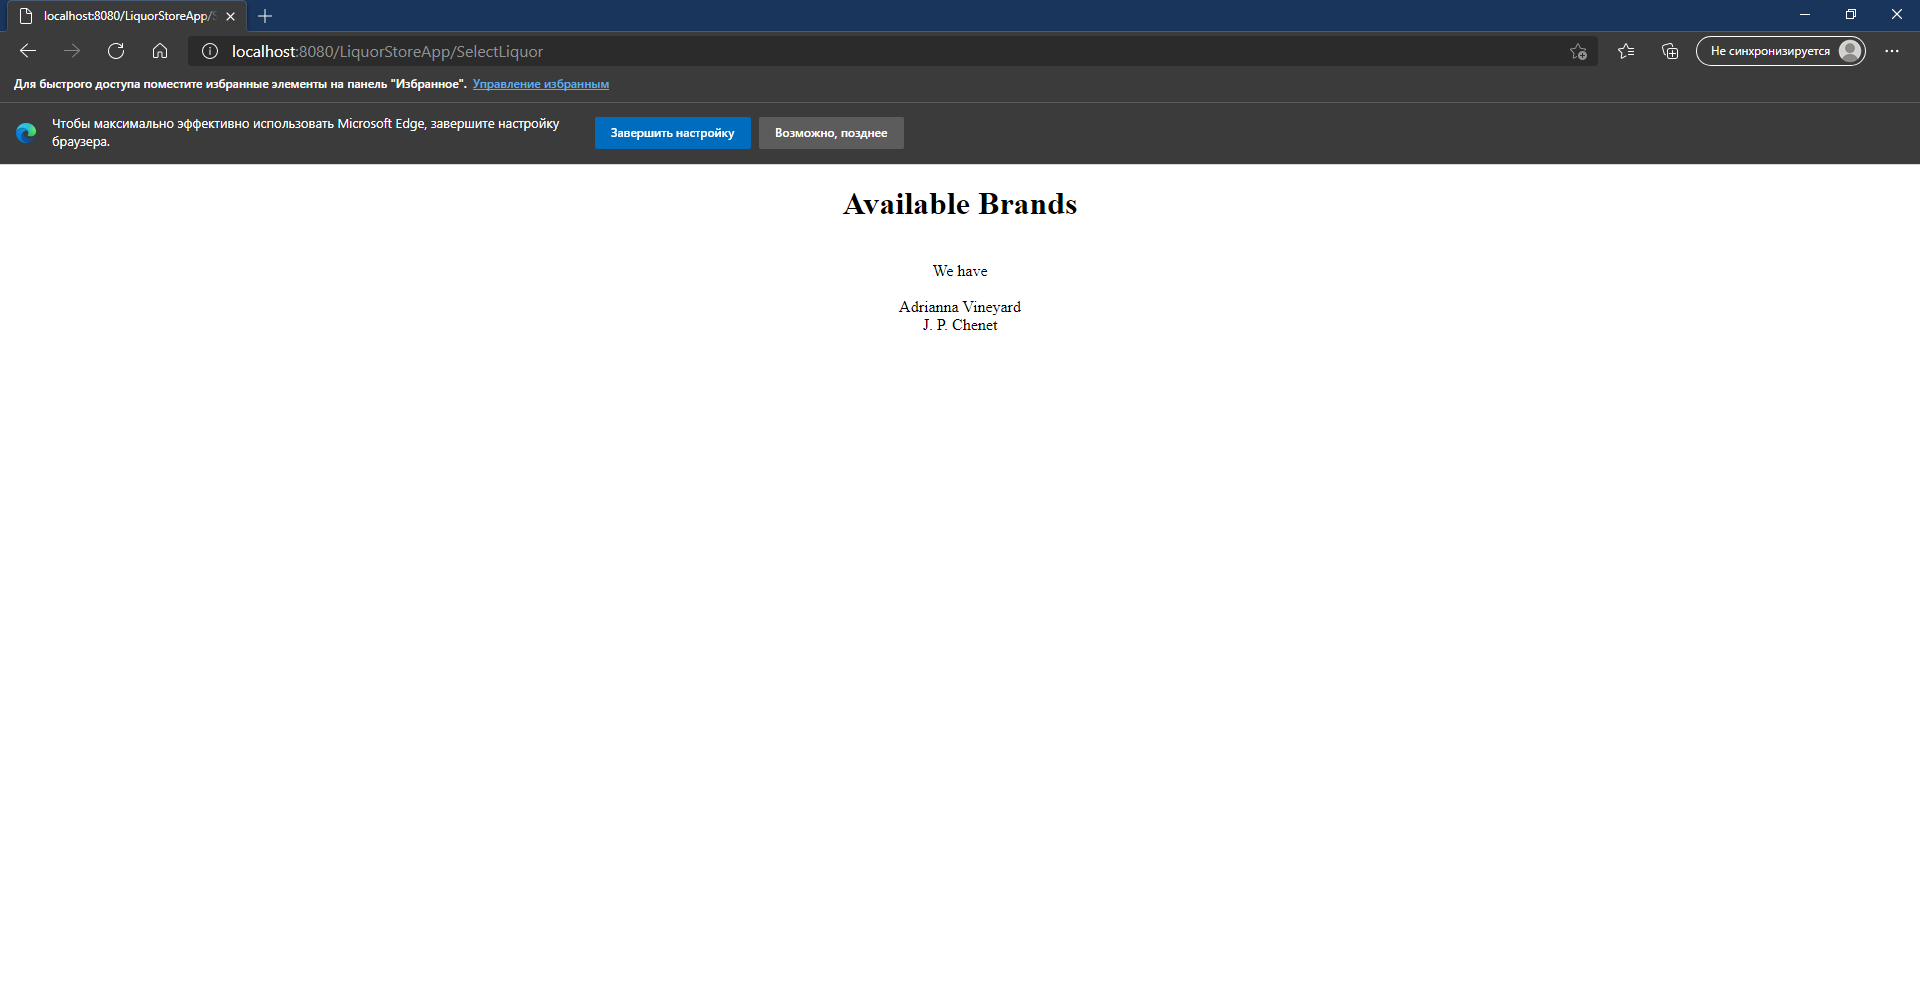 localhost:8080/LiquorStoreApp/S
localhost:8080/LiquorStoreApp/SelectLiquor
Не синхронизируется
Для быстрого доступа поместите избранные элементы на панель "Избранное". Управление избранным
Чтобы максимально эффективно использовать Microsoft Edge, завершите настройку
браузера.
Завершить настройку
Возможно, позднее
Available Brands
We have
Adrianna Vineyard
J. P. Chenet